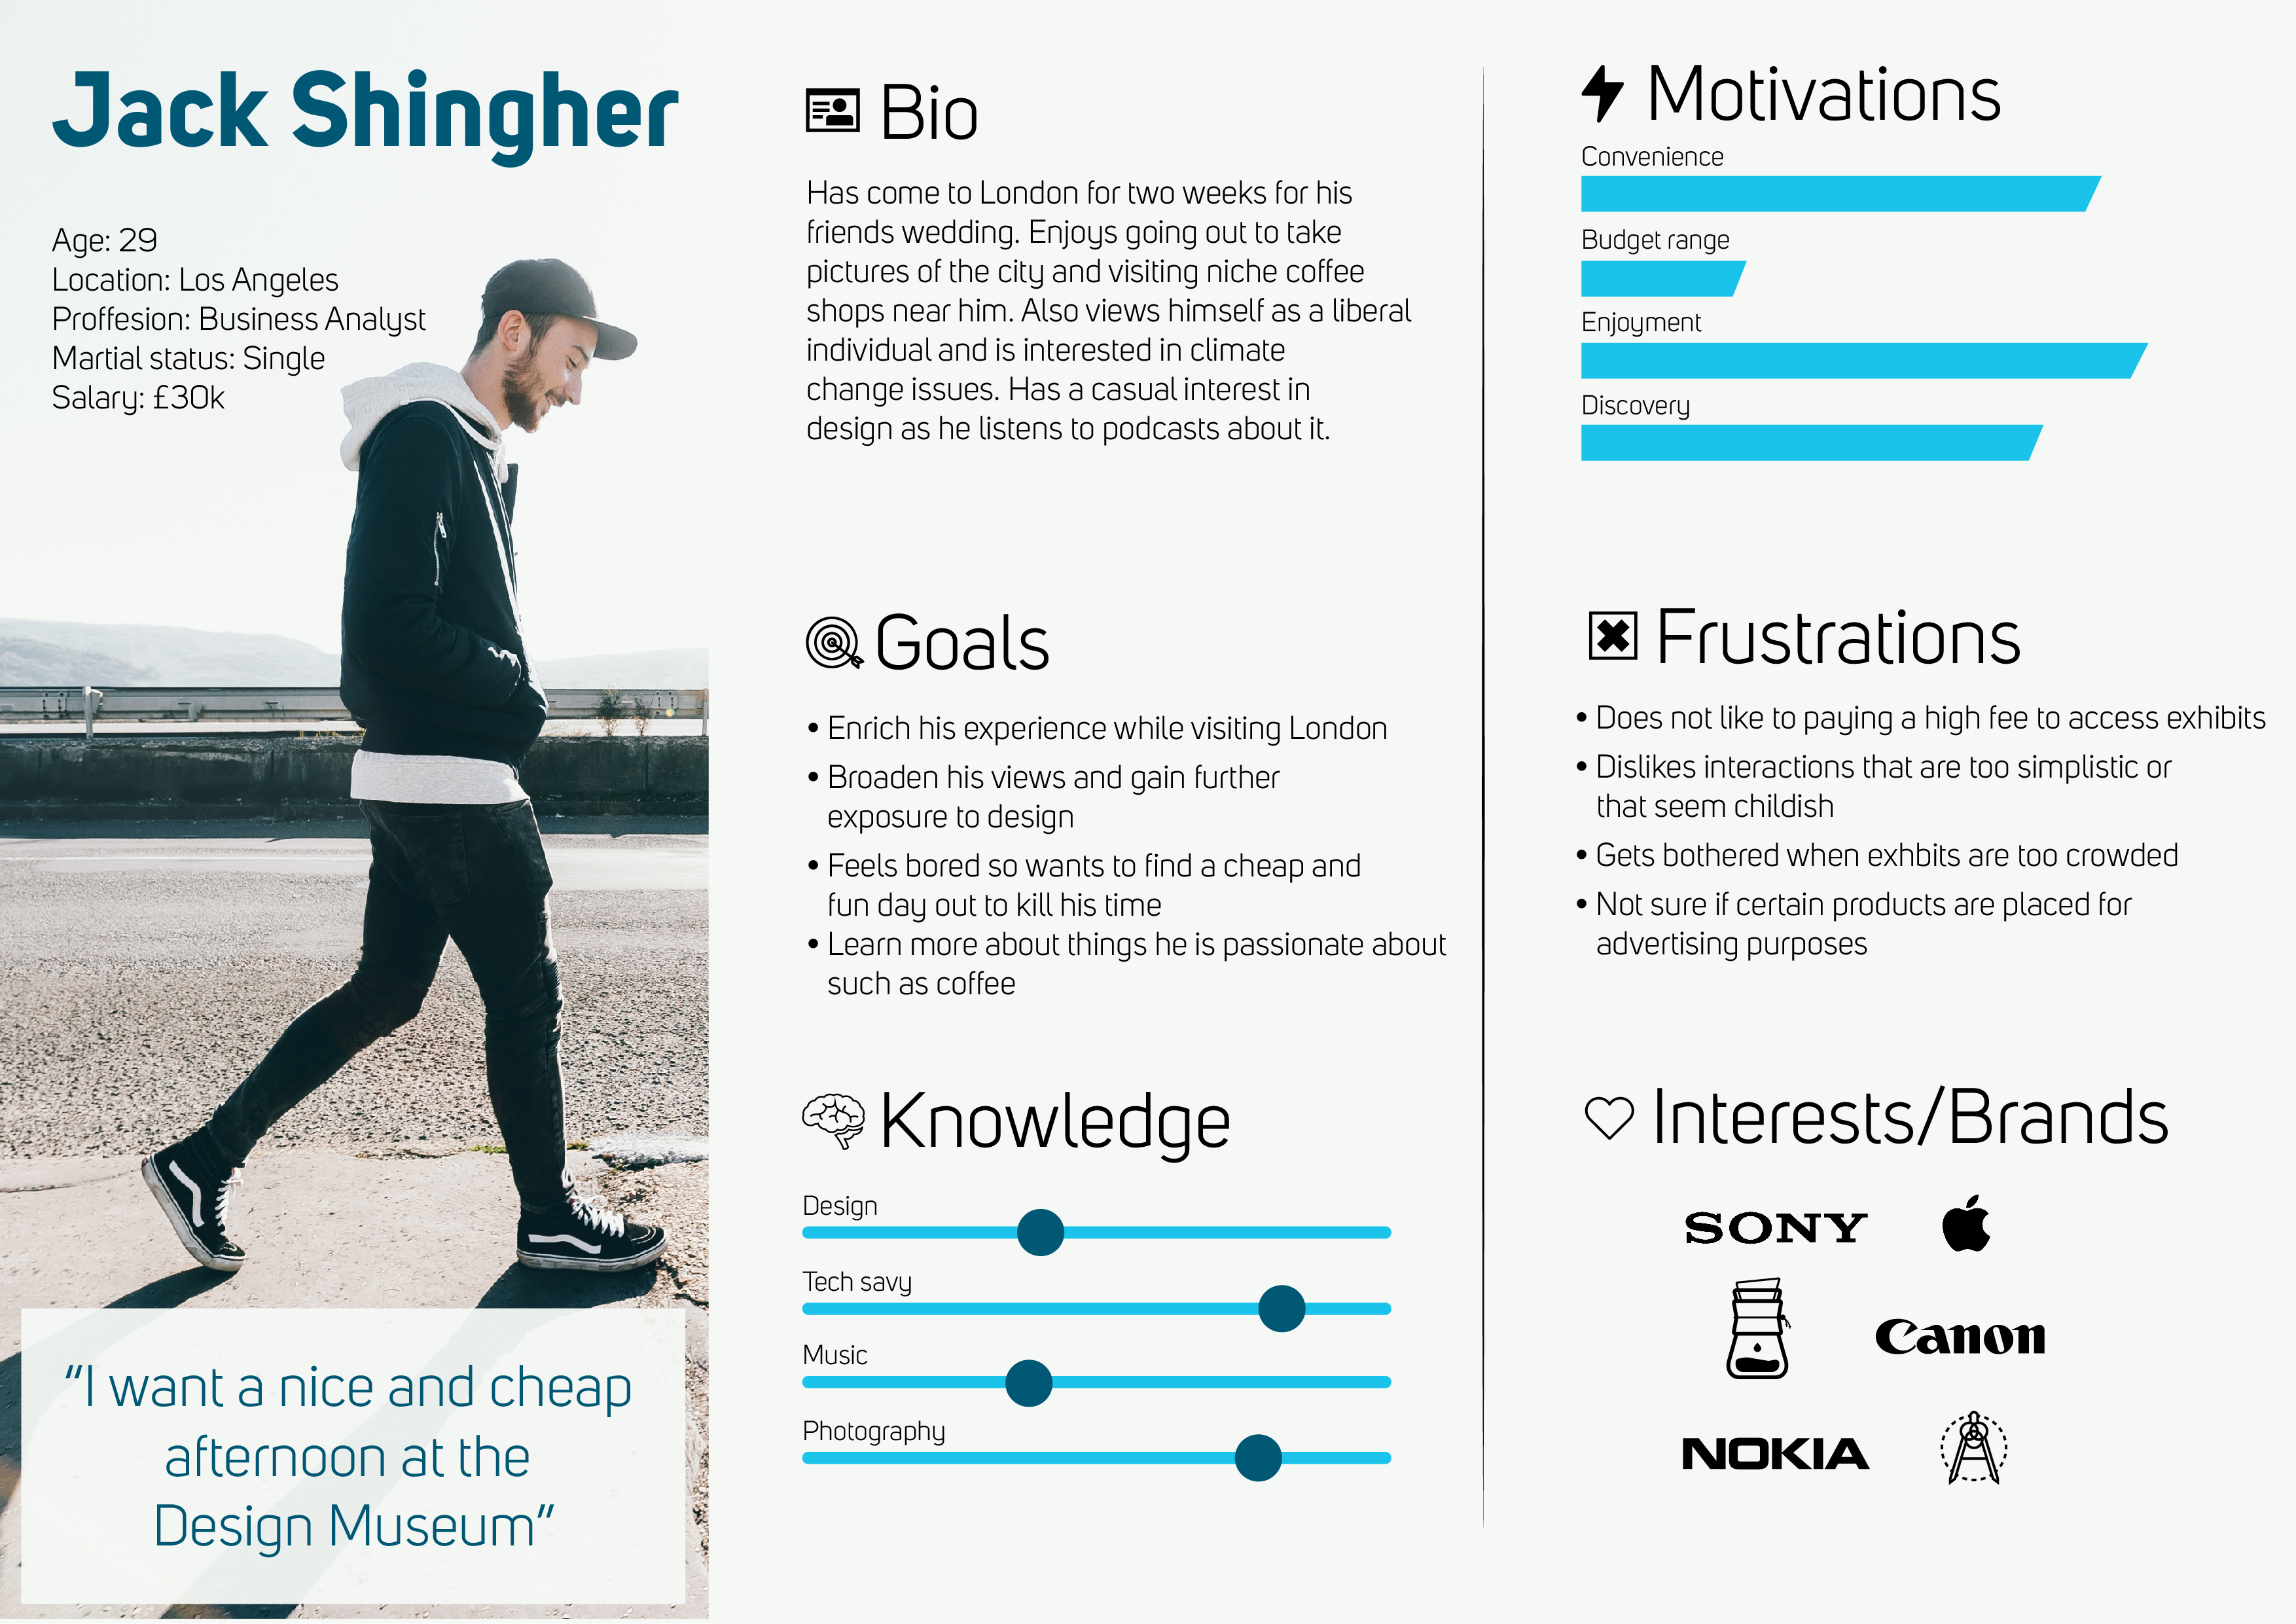 Jack Shingher
Age: 29
Location: Los Angeles
Proffesion: Business Analyst
Martial status: Single
Salary: £30k
“I want a nice and cheap
afternoon at the
Design Museum”
Bio
Has come to London for two weeks for his
friends wedding. Enjoys going out to take
pictures of the city and visiting niche coffee
shops near him. Also views himself as a liberal
individual and is interested in climate
change issues. Has a casual interest in
design as he listens to podcasts about it.
Goals
• Enrich his experience while visiting London
• Broaden his views and gain further
exposure to design
• Feels bored so wants to find a cheap and
fun day out to kill his time
• Learn more about things he is passionate about
such as coffee
Knowledge
Design
Tech savy
Music
Photography
Motivations
Convenience
Budget range
Enjoyment
Discovery
Frustrations
• Does not like to paying a high fee to access exhibits
• Dislikes interactions that are too simplistic or
that seem childish
• Gets bothered when exhbits are too crowded
• Not sure if certain products are placed for
advertising purposes
Interests/Brands
SONY
Canon
NOKIA